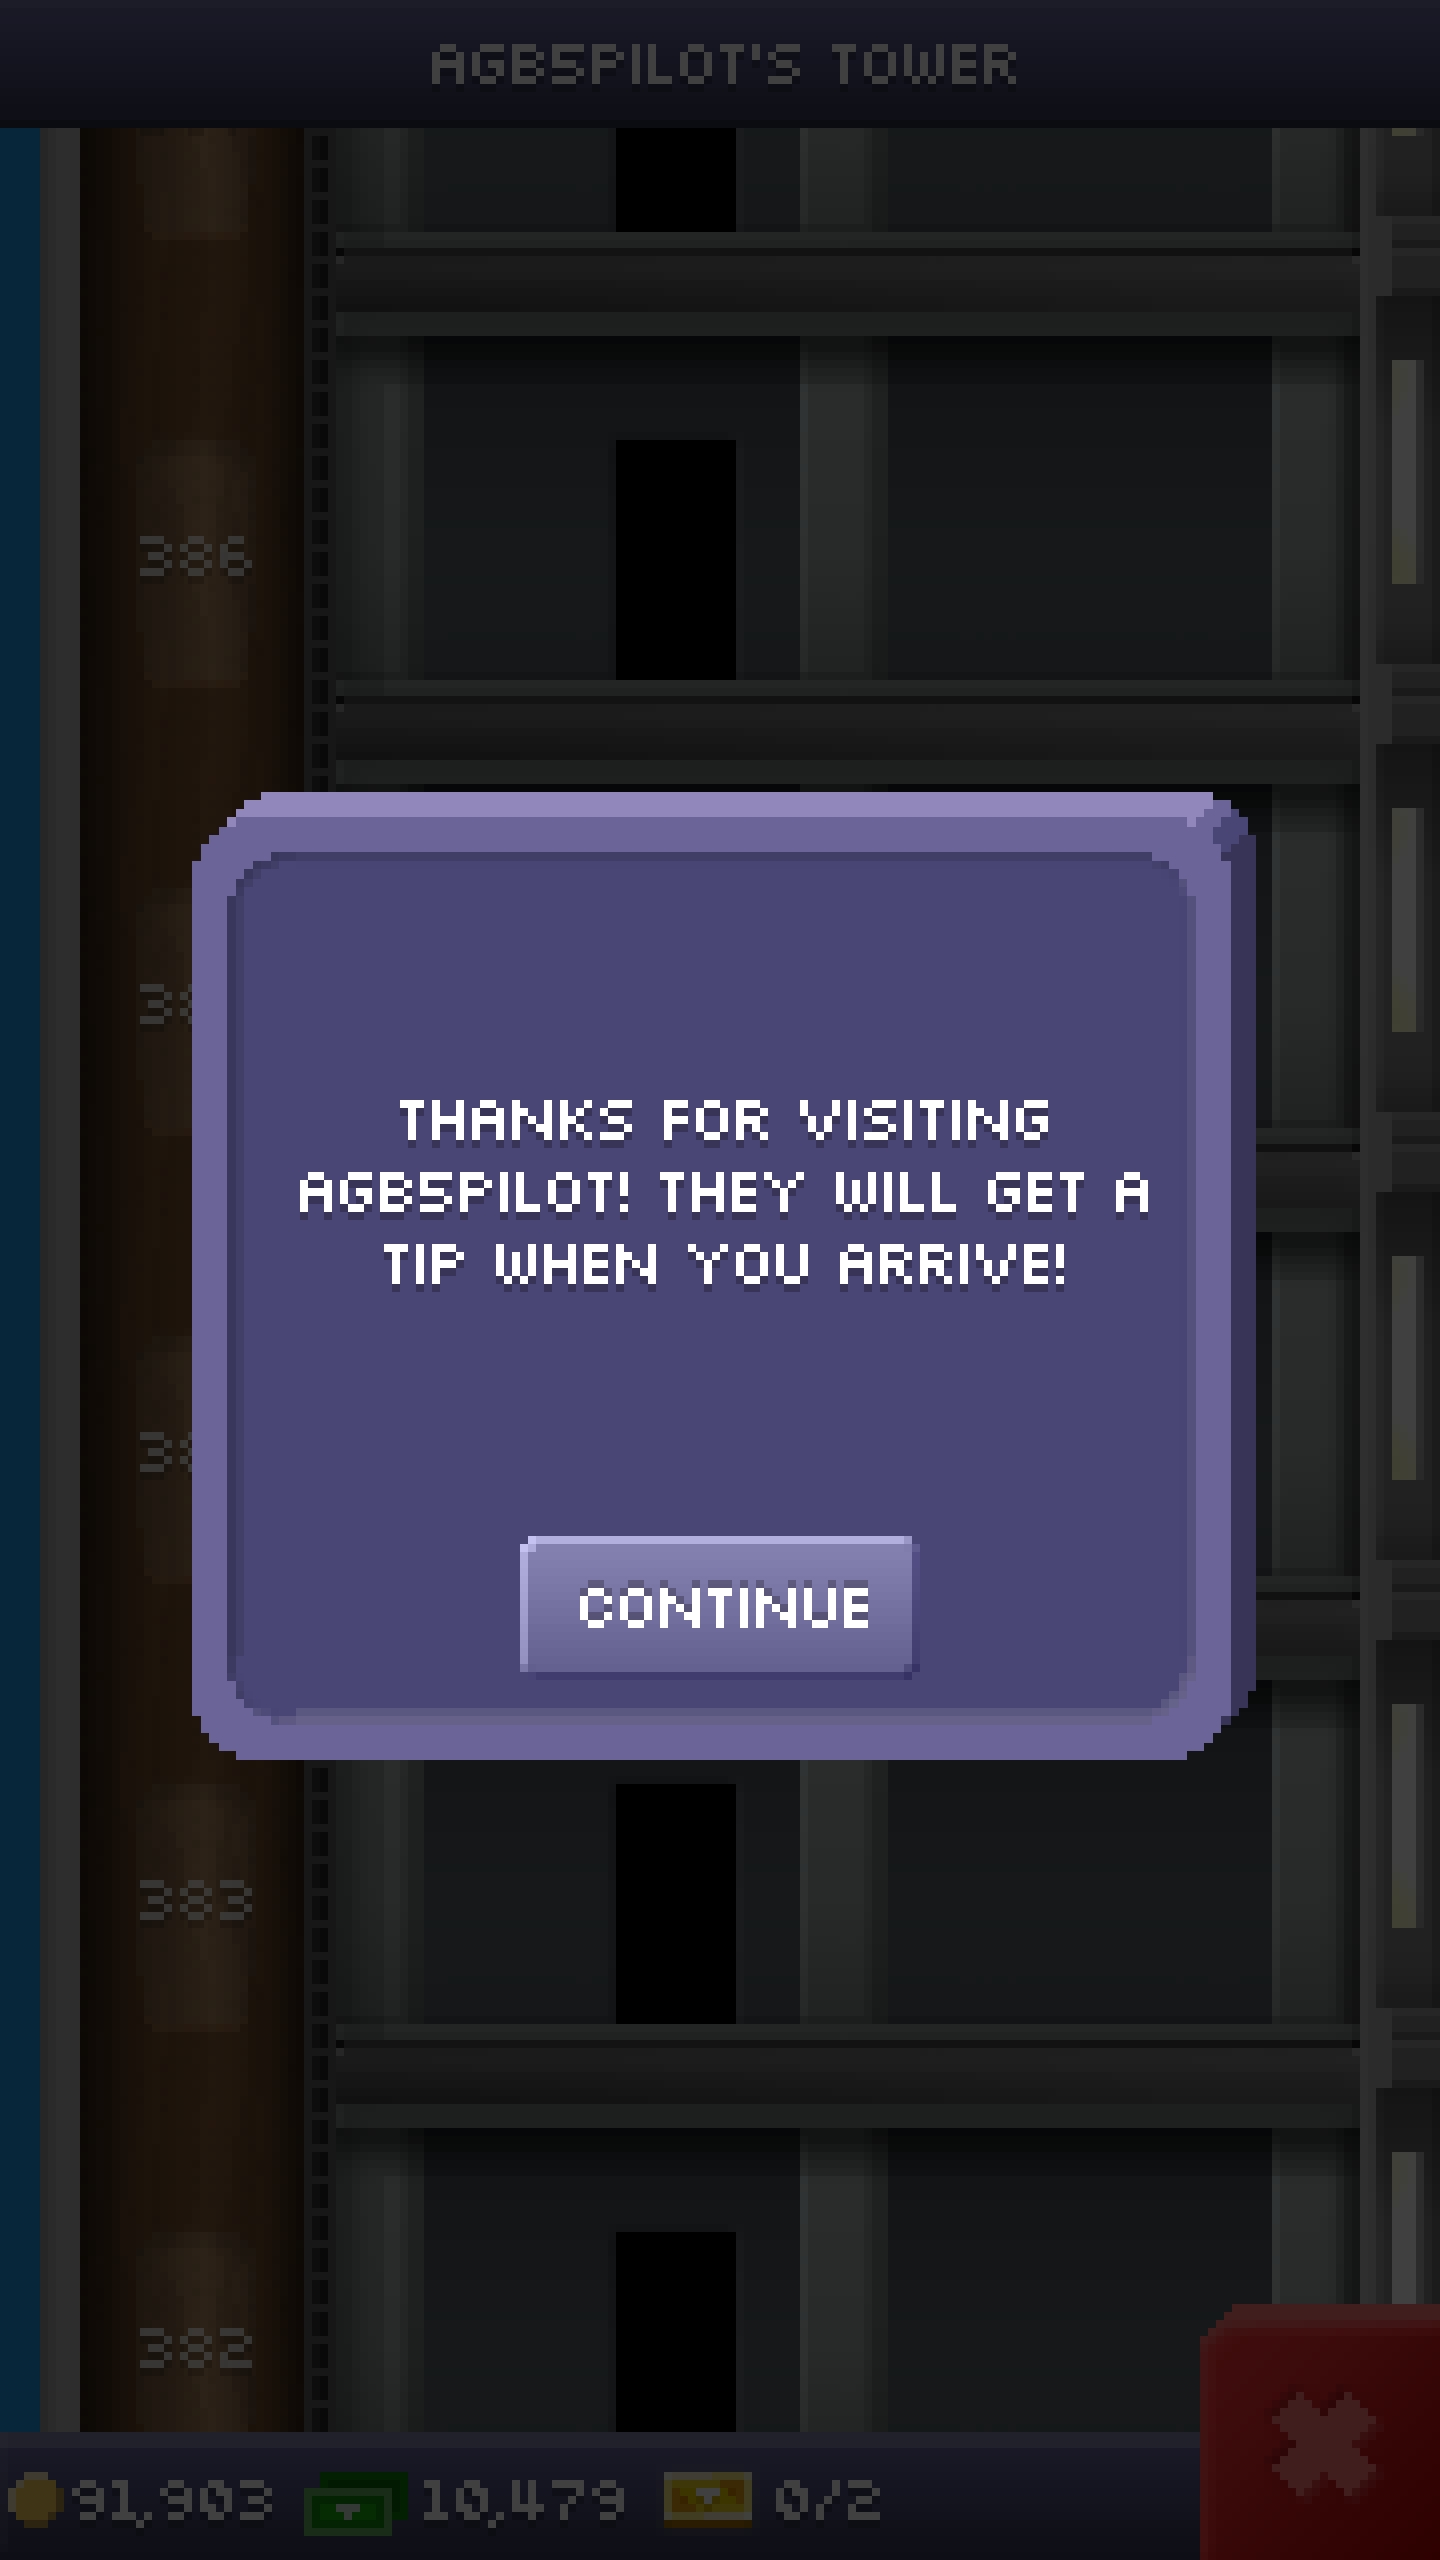 AGB5PILOT'S TOWER
386
THANKS FOR VISITING
AGB5PILOT! THEY WILL GET A
TIP WHEN YOU ARRIVE!
CONTINUE
383
382
91,903 10,479 0/2